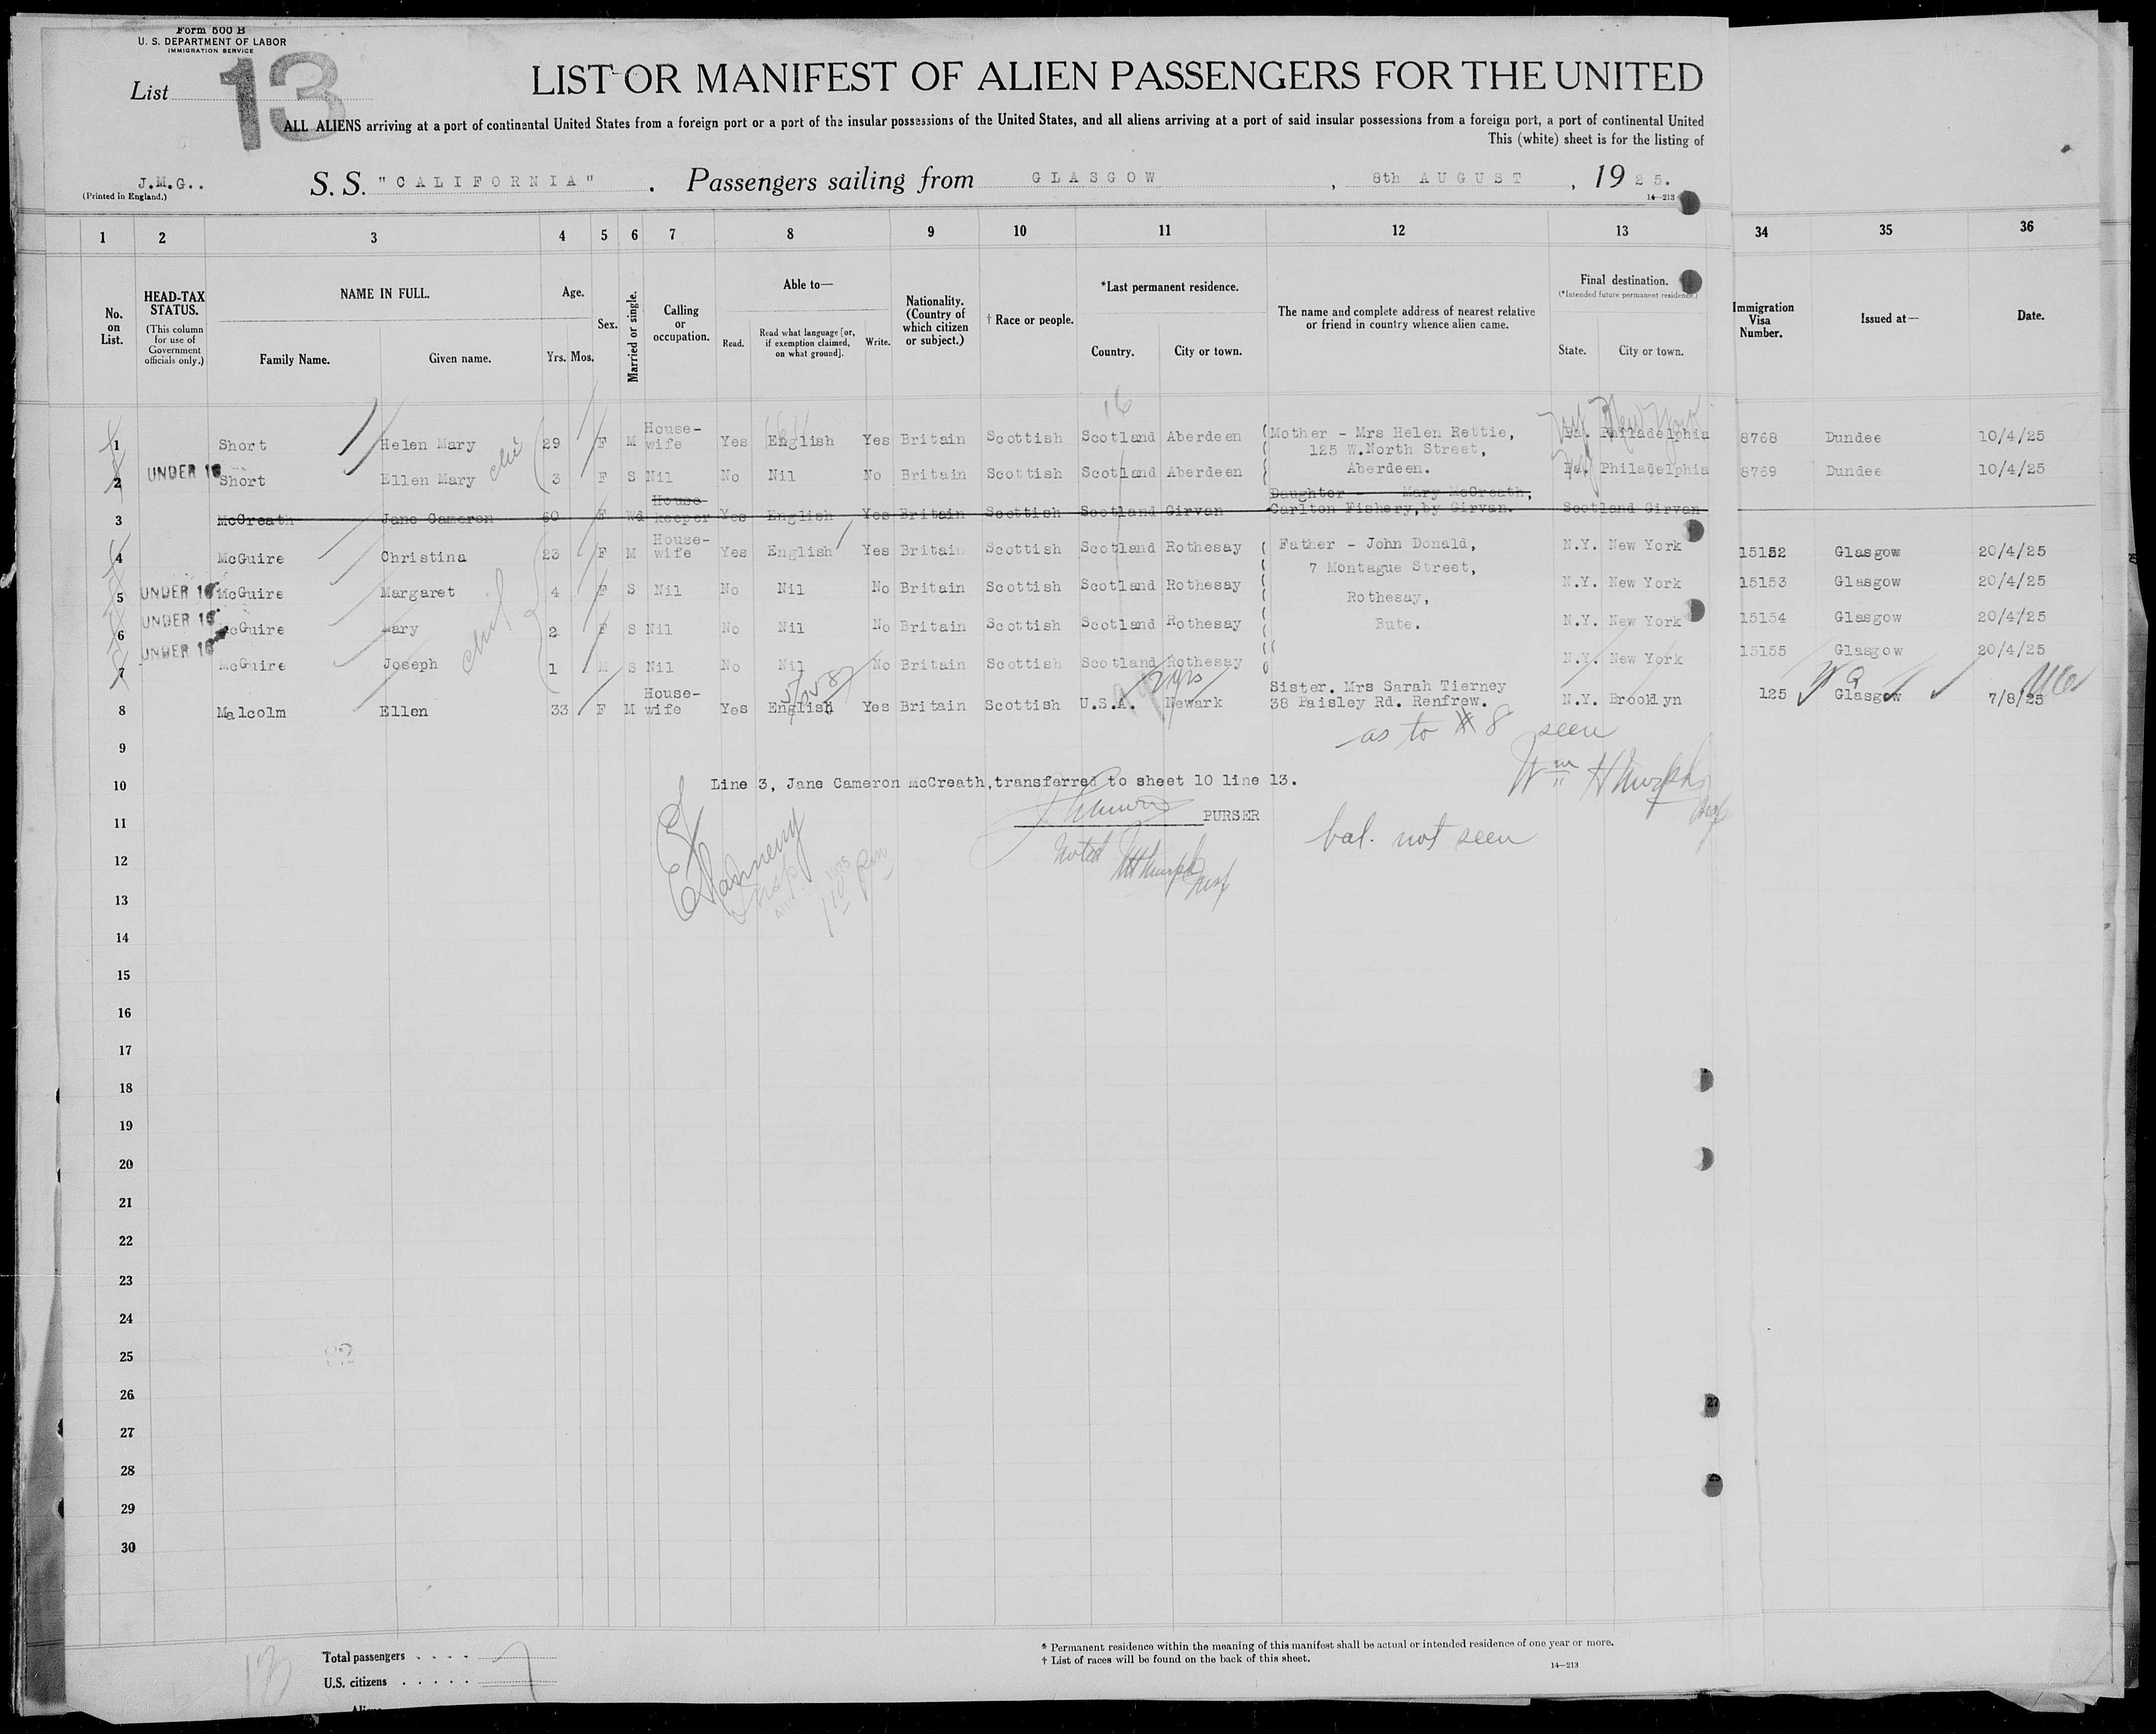 Form 500 B
U. S. DEPARTMENT OF LABOR
IMMIGRATION SERVICE
List 13
LIST OR MANIFEST OF ALIEN PASSENGERS FOR THE UNITED
ALL ALIENS arriving at a port of continental United States from a foreign port or a port of the insular possessions of the United States, and all aliens arriving at a port of said insular possessions from a foreign port, a port of continental United
This (white) sheet is for the listing of
J.M.G..
(Printed in England.)
S. S. "CALIFORNIA". Passengers sailing from GLASGOW, 8th AUGUST, 1925.
14—213
1 2 3 4 5 6 7 8 9 10 11 12 13 34 35 36
No. on List.
HEAD-TAX STATUS.
(This column for use of Government officials only.)
NAME IN FULL.
Family Name. Given name.
Age.
Yrs. Mos.
Sex.
Married or single.
Calling or occupation.
Able to—
Read. Read what language [or, if exemption claimed, on what ground]. Write.
Nationality. (Country of which citizen or subject.)
† Race or people.
*Last permanent residence.
Country. City or town.
The name and complete address of nearest relative or friend in country whence alien came.
Final destination.
(*Intended future permanent residence.)
State. City or town.
Immigration Visa Number.
Issued at—
Date.
16
New York
1 Short Helen Mary 29 F M House-wife Yes English Yes Britain Scottish Scotland Aberdeen Mother - Mrs Helen Rettie, Pa. Philadelphia 8768 Dundee 10/4/25
125 W.North Street,
2 UNDER 16 Short Ellen Mary 3 F S Nil No Nil No Britain Scottish Scotland Aberdeen Aberdeen. Pa. Philadelphia 8769 Dundee 10/4/25
3 McCreath Jane Cameron 60 F Wd House Keeper Yes English Yes Britain Scottish Scotland Girvan Daughter - Mary McCreath, Carlton Fishery,by Girvan. Scotland Girvan
4 McGuire Christina 23 F M House-wife Yes English Yes Britain Scottish Scotland Rothesay Father - John Donald, N.Y. New York 15152 Glasgow 20/4/25
7 Montague Street,
5 UNDER 16 McGuire Margaret 4 F S Nil No Nil No Britain Scottish Scotland Rothesay Rothesay, N.Y. New York 15153 Glasgow 20/4/25
6 UNDER 16 McGuire Mary 2 F S Nil No Nil No Britain Scottish Scotland Rothesay Bute. N.Y. New York 15154 Glasgow 20/4/25
7 UNDER 16 McGuire Joseph 1 M S Nil No Nil No Britain Scottish Scotland Rothesay N.Y. New York 15155 Glasgow 20/4/25
8 Malcolm Ellen 33 F M House-wife Yes English Yes Britain Scottish U.S.A. Newark Sister. Mrs Sarah Tierney 38 Paisley Rd. Renfrew. N.Y. Brooklyn 125 Glasgow 7/8/25
as to #8 seen
9
10 Line 3, Jane Cameron McCreath,transferred to sheet 10 line 13.
11 PURSER
bal. not seen
12 Noted
13
14
15
16
17
18
19
20
21
22
23
24
25
26
27
28
29
30
Total passengers . . . .
U.S. citizens . . . . .
13
* Permanent residence within the meaning of this manifest shall be actual or intended residence of one year or more.
† List of races will be found on the back of this sheet.
14—213